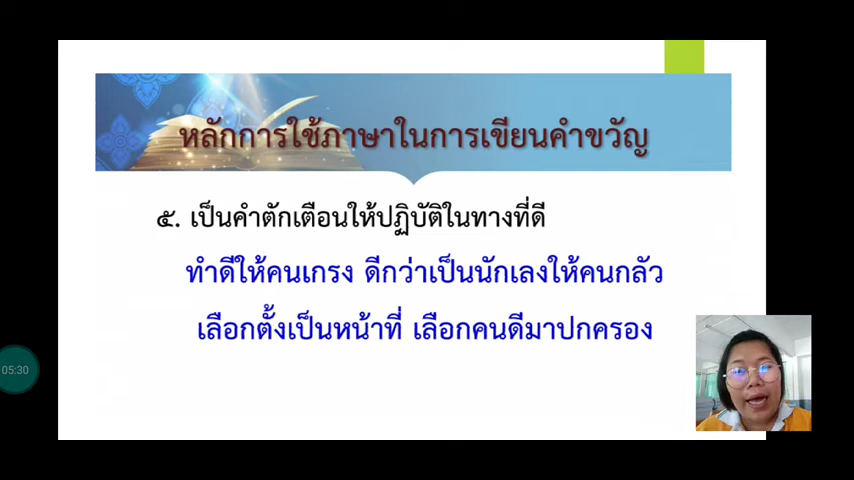 หลักการใช้ภาษาในการเขียนคำขวัญ
๕. เป็นคำตักเตือนให้ปฏิบัติในทางที่ดี
ทำดีให้คนเกรง ดีกว่าเป็นนักเลงให้คนกลัว
เลือกตั้งเป็นหน้าที่ เลือกคนดีมาปกครอง
05:30